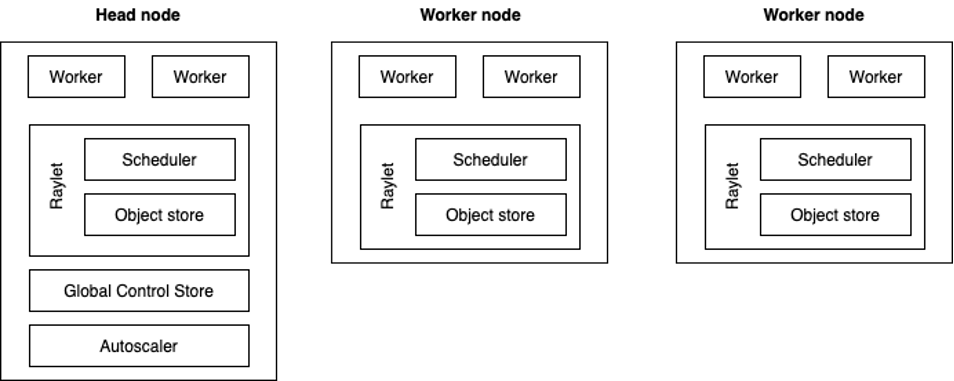 Head node
Worker node
Worker node
Worker
Worker
Worker
Worker
Worker
Worker
Raylet
Scheduler
Object store
Raylet
Scheduler
Object store
Raylet
Scheduler
Object store
Global Control Store
Autoscaler